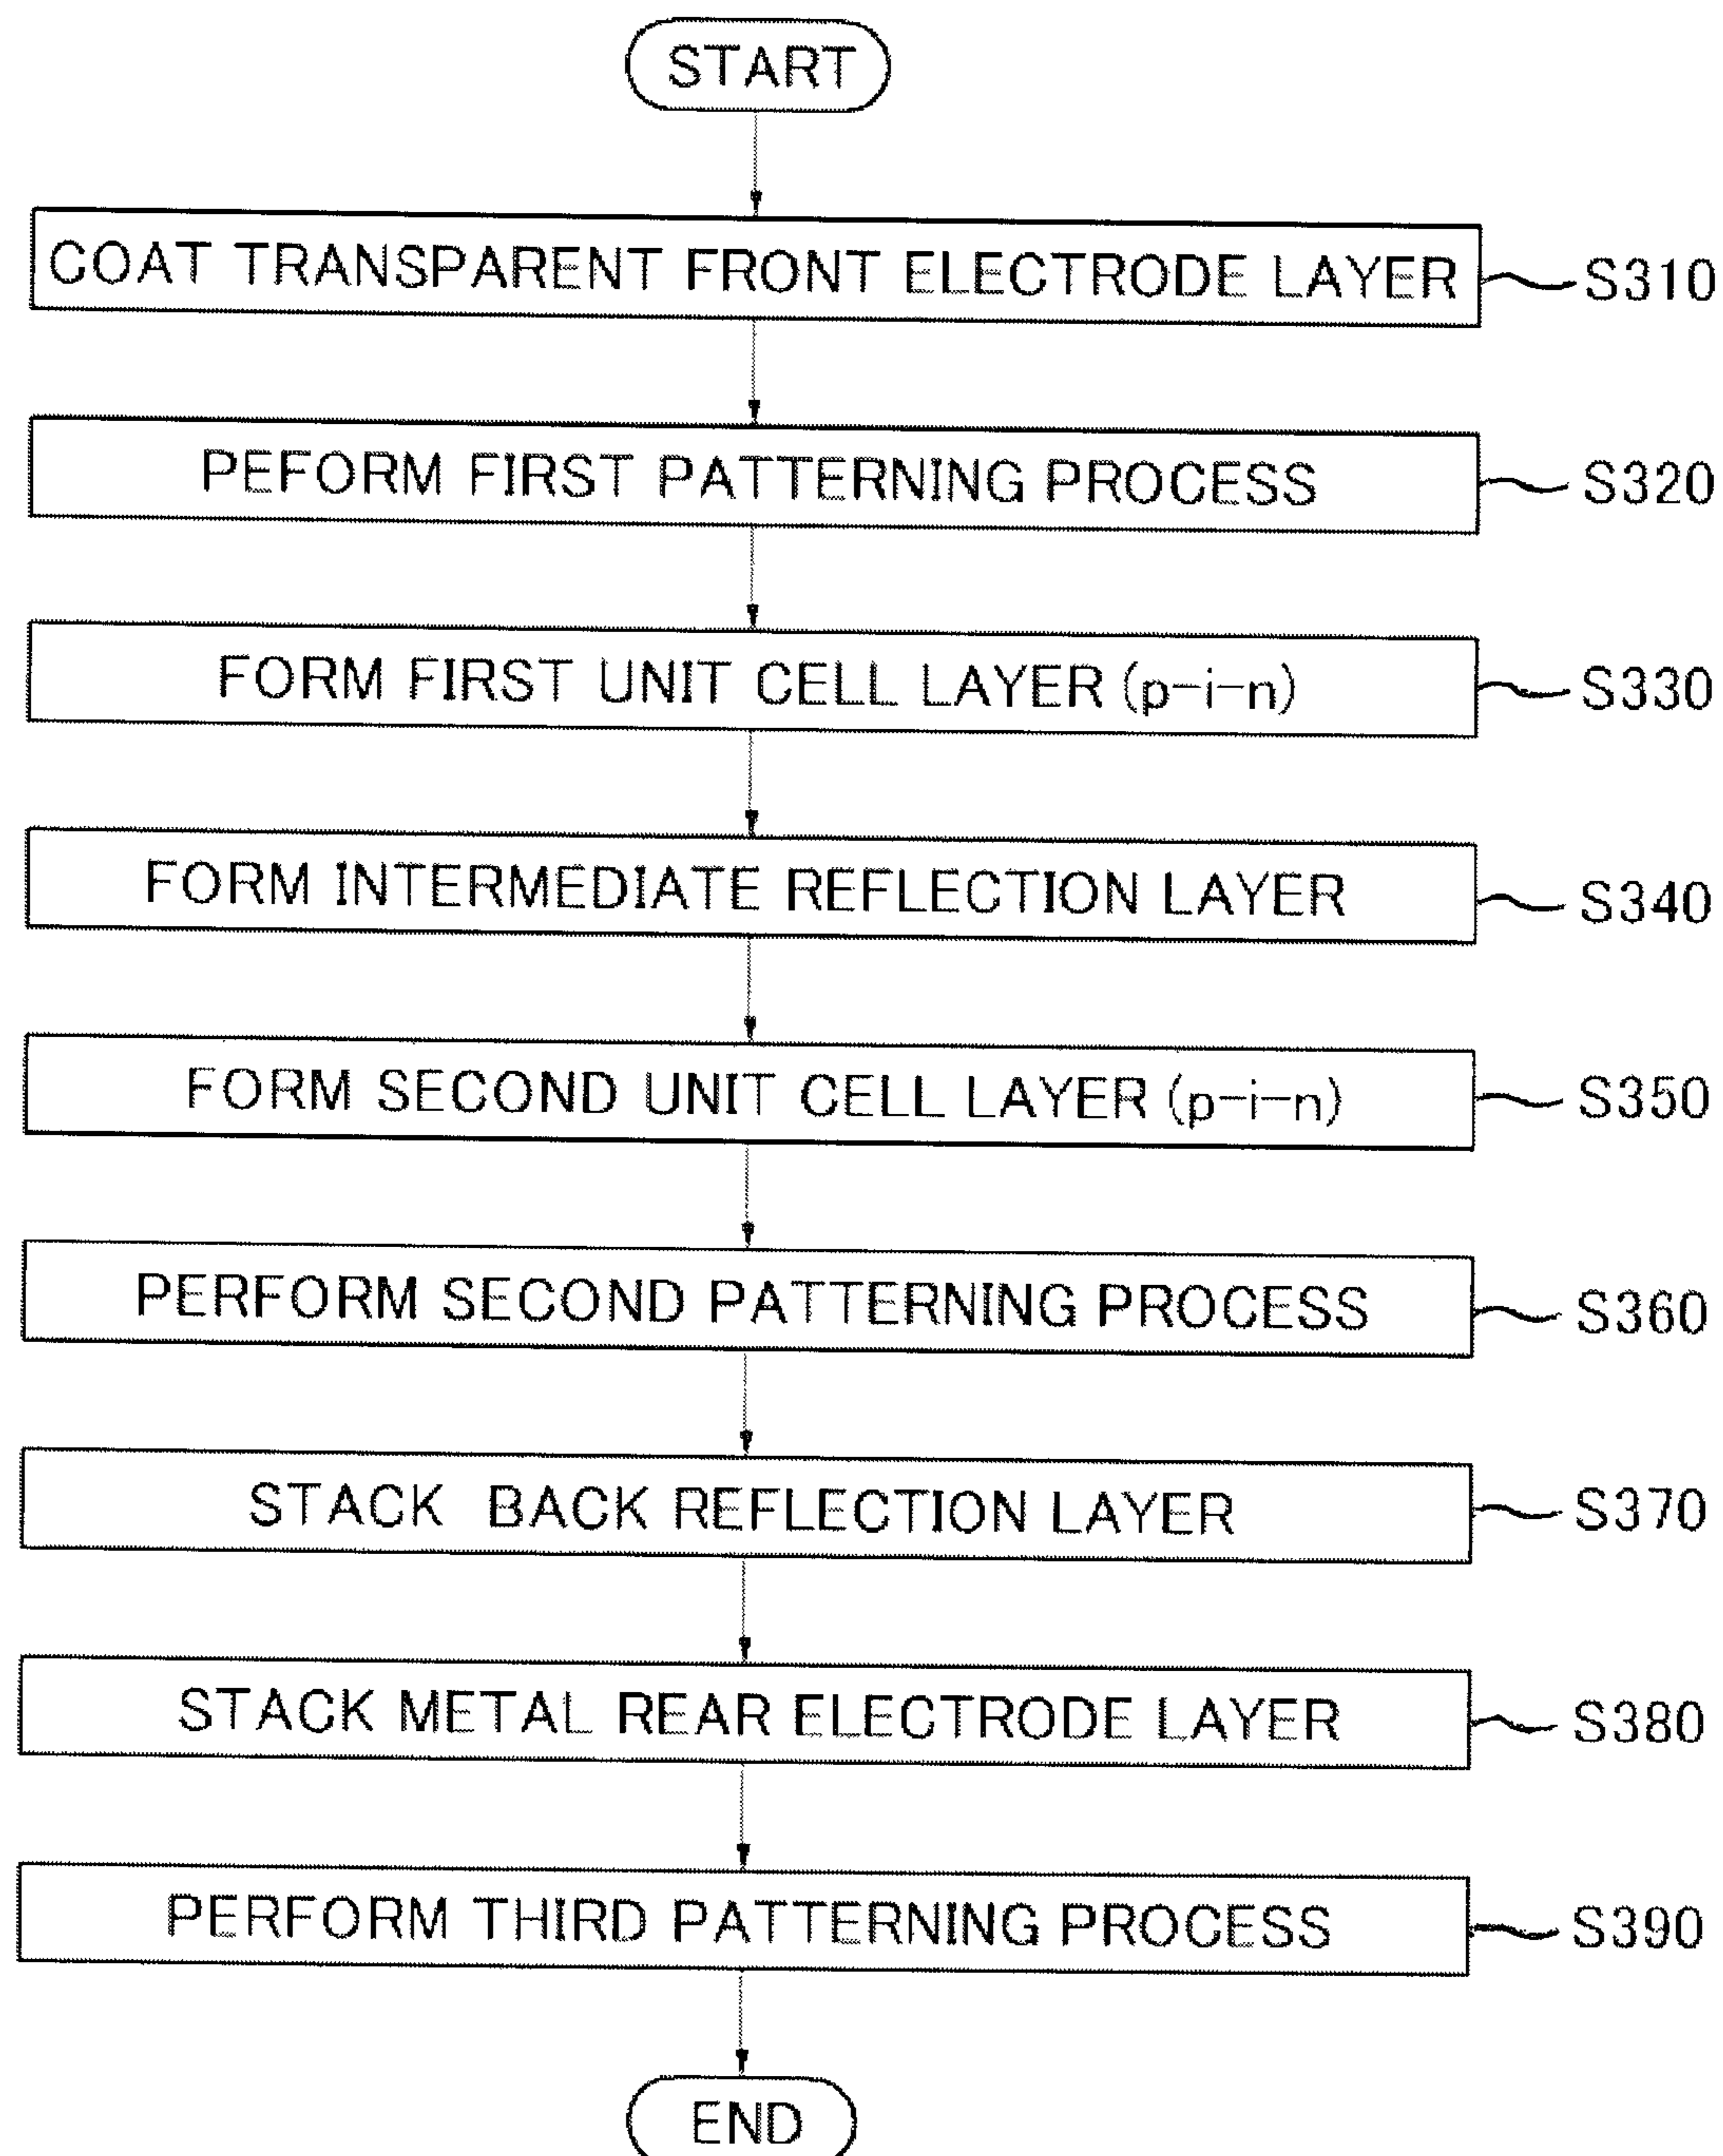 START
COAT TRANSPARENT FRONT ELECTRODE LAYER S310
PEFORM FIRST PATTERNING PROCESS S320
FORM FIRST UNIT CELL LAYER (p-i-n) S330
FORM INTERMEDIATE REFLECTION LAYER S340
FORM SECOND UNIT CELL LAYER (p-i-n) S350
PERFORM SECOND PATTERNING PROCESS S360
STACK BACK REFLECTION LAYER S370
STACK METAL REAR ELECTRODE LAYER S380
PERFORM THIRD PATTERNING PROCESS S390
END